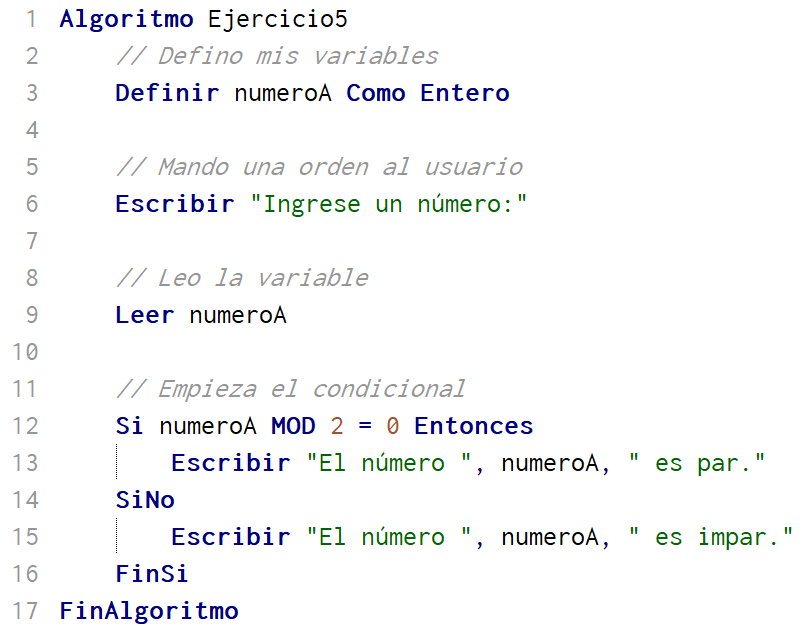 1 Algoritmo Ejercicio5
2 // Defino mis variables
3 Definir numeroA Como Entero
4
5 // Mando una orden al usuario
6 Escribir "Ingrese un número:"
7
8 // Leo la variable
9 Leer numeroA
10
11 // Empieza el condicional
12 Si numeroA MOD 2 = 0 Entonces
13 Escribir "El número ", numeroA, " es par."
14 SiNo
15 Escribir "El número ", numeroA, " es impar."
16 FinSi
17 FinAlgoritmo